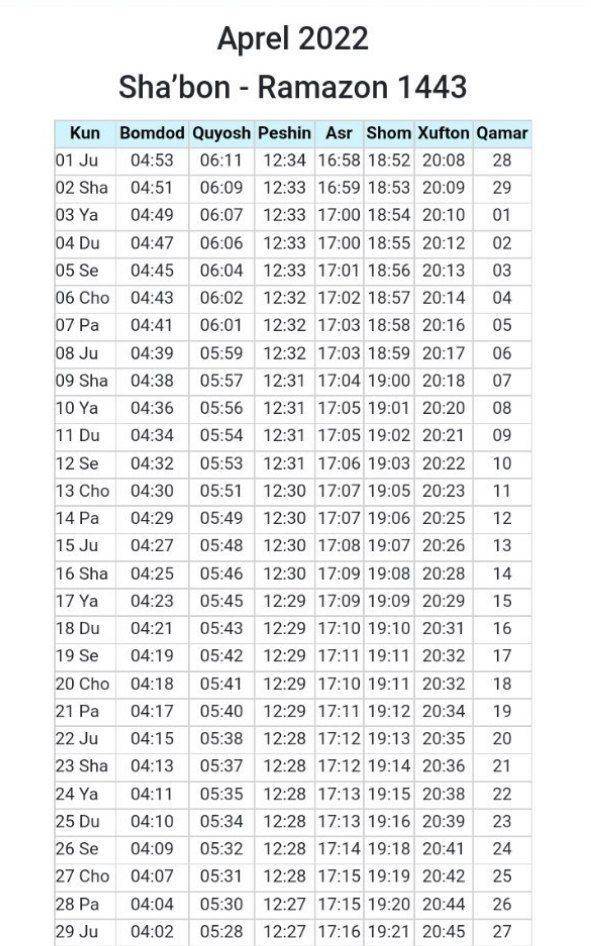 Aprel 2022
Sha’bon - Ramazon 1443
Kun Bomdod Quyosh Peshin Asr Shom Xufton Qamar
01 Ju 04:53 06:11 12:34 16:58 18:52 20:08 28
02 Sha 04:51 06:09 12:33 16:59 18:53 20:09 29
03 Ya 04:49 06:07 12:33 17:00 18:54 20:10 01
04 Du 04:47 06:06 12:33 17:00 18:55 20:12 02
05 Se 04:45 06:04 12:33 17:01 18:56 20:13 03
06 Cho 04:43 06:02 12:32 17:02 18:57 20:14 04
07 Pa 04:41 06:01 12:32 17:03 18:58 20:16 05
08 Ju 04:39 05:59 12:32 17:03 18:59 20:17 06
09 Sha 04:38 05:57 12:31 17:04 19:00 20:18 07
10 Ya 04:36 05:56 12:31 17:05 19:01 20:20 08
11 Du 04:34 05:54 12:31 17:05 19:02 20:21 09
12 Se 04:32 05:53 12:31 17:06 19:03 20:22 10
13 Cho 04:30 05:51 12:30 17:07 19:05 20:23 11
14 Pa 04:29 05:49 12:30 17:07 19:06 20:25 12
15 Ju 04:27 05:48 12:30 17:08 19:07 20:26 13
16 Sha 04:25 05:46 12:30 17:09 19:08 20:28 14
17 Ya 04:23 05:45 12:29 17:09 19:09 20:29 15
18 Du 04:21 05:43 12:29 17:10 19:10 20:31 16
19 Se 04:19 05:42 12:29 17:11 19:11 20:32 17
20 Cho 04:18 05:41 12:29 17:10 19:11 20:32 18
21 Pa 04:17 05:40 12:29 17:11 19:12 20:34 19
22 Ju 04:15 05:38 12:28 17:12 19:13 20:35 20
23 Sha 04:13 05:37 12:28 17:12 19:14 20:36 21
24 Ya 04:11 05:35 12:28 17:13 19:15 20:38 22
25 Du 04:10 05:34 12:28 17:13 19:16 20:39 23
26 Se 04:09 05:32 12:28 17:14 19:18 20:41 24
27 Cho 04:07 05:31 12:28 17:15 19:19 20:42 25
28 Pa 04:04 05:30 12:27 17:15 19:20 20:44 26
29 Ju 04:02 05:28 12:27 17:16 19:21 20:45 27